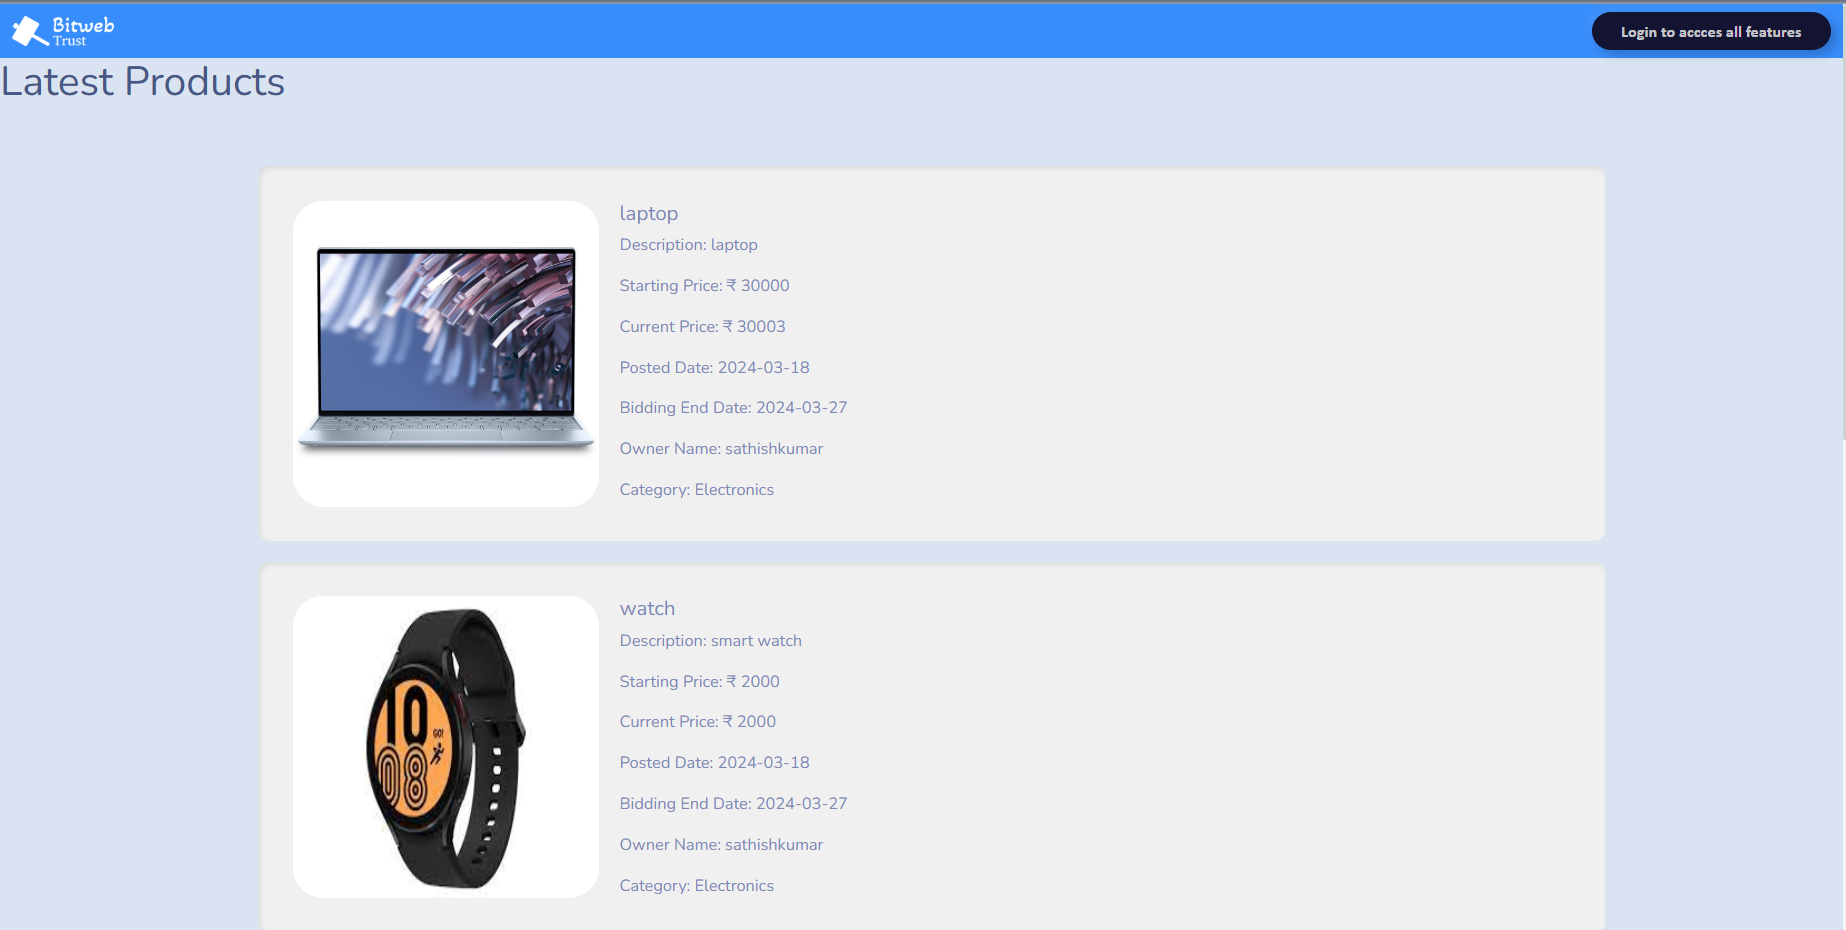 Bitweb
Trust
Login to accces all features
Latest Products
laptop
Description: laptop
Starting Price: ₹ 30000
Current Price: ₹ 30003
Posted Date: 2024-03-18
Bidding End Date: 2024-03-27
Owner Name: sathishkumar
Category: Electronics
10
GO!
08
watch
Description: smart watch
Starting Price: ₹ 2000
Current Price: ₹ 2000
Posted Date: 2024-03-18
Bidding End Date: 2024-03-27
Owner Name: sathishkumar
Category: Electronics